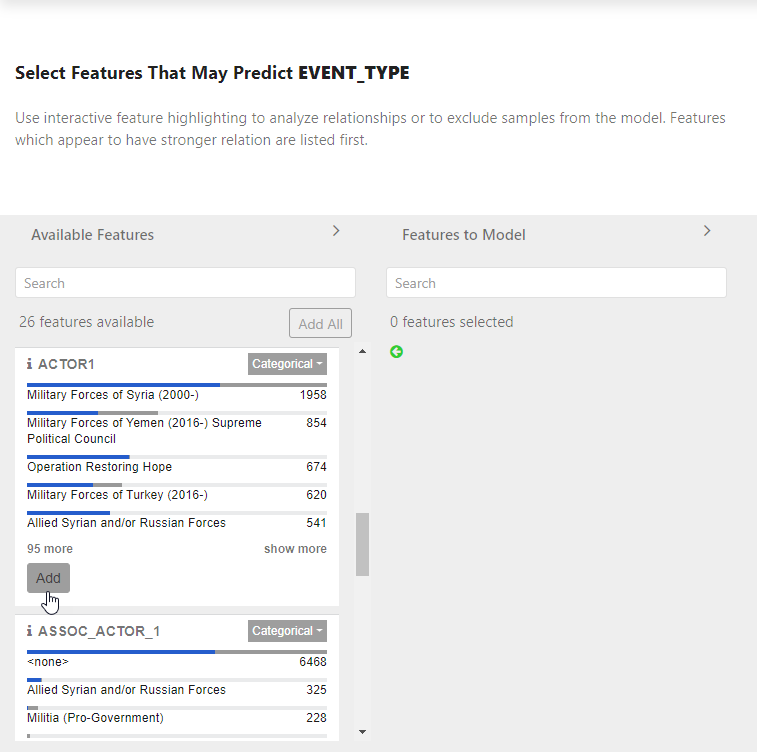 Select Features That May Predict EVENT_TYPE
Use interactive feature highlighting to analyze relationships or to exclude samples from the model. Features
which appear to have stronger relation are listed first.
Available Features
Search
26 features available
Add All
ACTOR1
Categorical
Military Forces of Syria (2000-) 1958
Military Forces of Yemen (2016-) Supreme 854
Political Council
Operation Restoring Hope 674
Military Forces of Turkey (2016-) 620
Allied Syrian and/or Russian Forces 541
95 more show more
Add
ASSOC_ACTOR_1
Categorical
<none> 6468
Allied Syrian and/or Russian Forces 325
Militia (Pro-Government) 228
Features to Model
Search
0 features selected